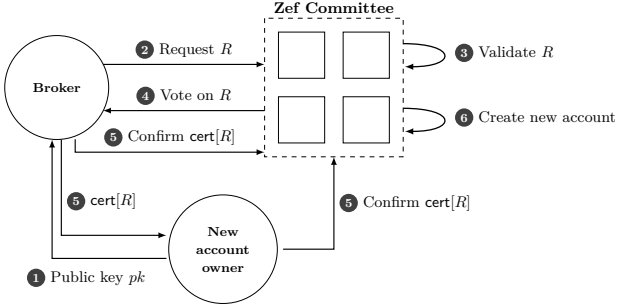 Zef Committee
2 Request R
3 Validate R
Broker
4 Vote on R
6 Create new account
5 Confirm cert[R]
5 cert[R]
5 Confirm cert[R]
New
account
owner
1 Public key pk